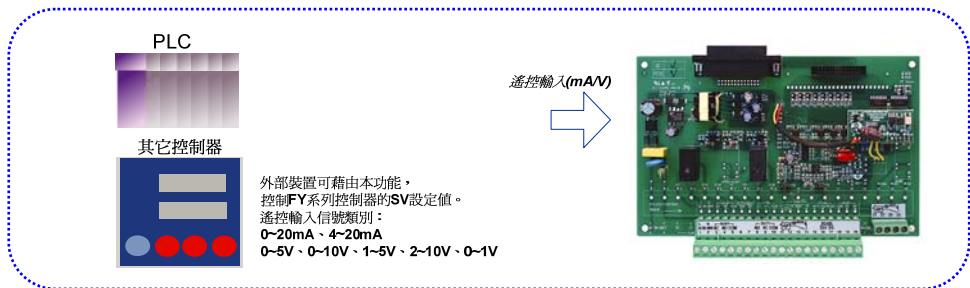 PLC
遙控輸入(mA/V)
其它控制器
外部裝置可藉由本功能，
控制FY系列控制器的SV設定値。
遙控輸入信號類別：
0~20mA、4~20mA
0~5V、0~10V、1~5V、2~10V、0~1V